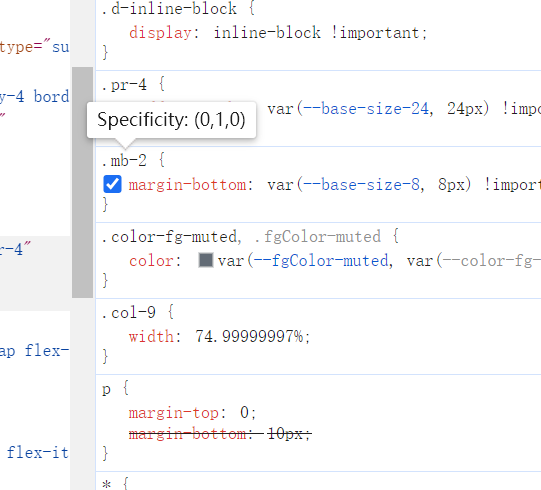 type="su
y-4 bord
"
r-4"
ap flex-
flex-it
.d-inline-block {
display: inline-block !important;
}
.pr-4 {
var(--base-size-24, 24px) !impo
Specificity: (0,1,0)
.mb-2 {
margin-bottom: var(--base-size-8, 8px) !import
}
.color-fg-muted, .fgColor-muted {
color: var(--fgColor-muted, var(--color-fg-
}
.col-9 {
width: 74.99999997%;
}
p {
margin-top: 0;
margin-bottom: 10px;
}
* {